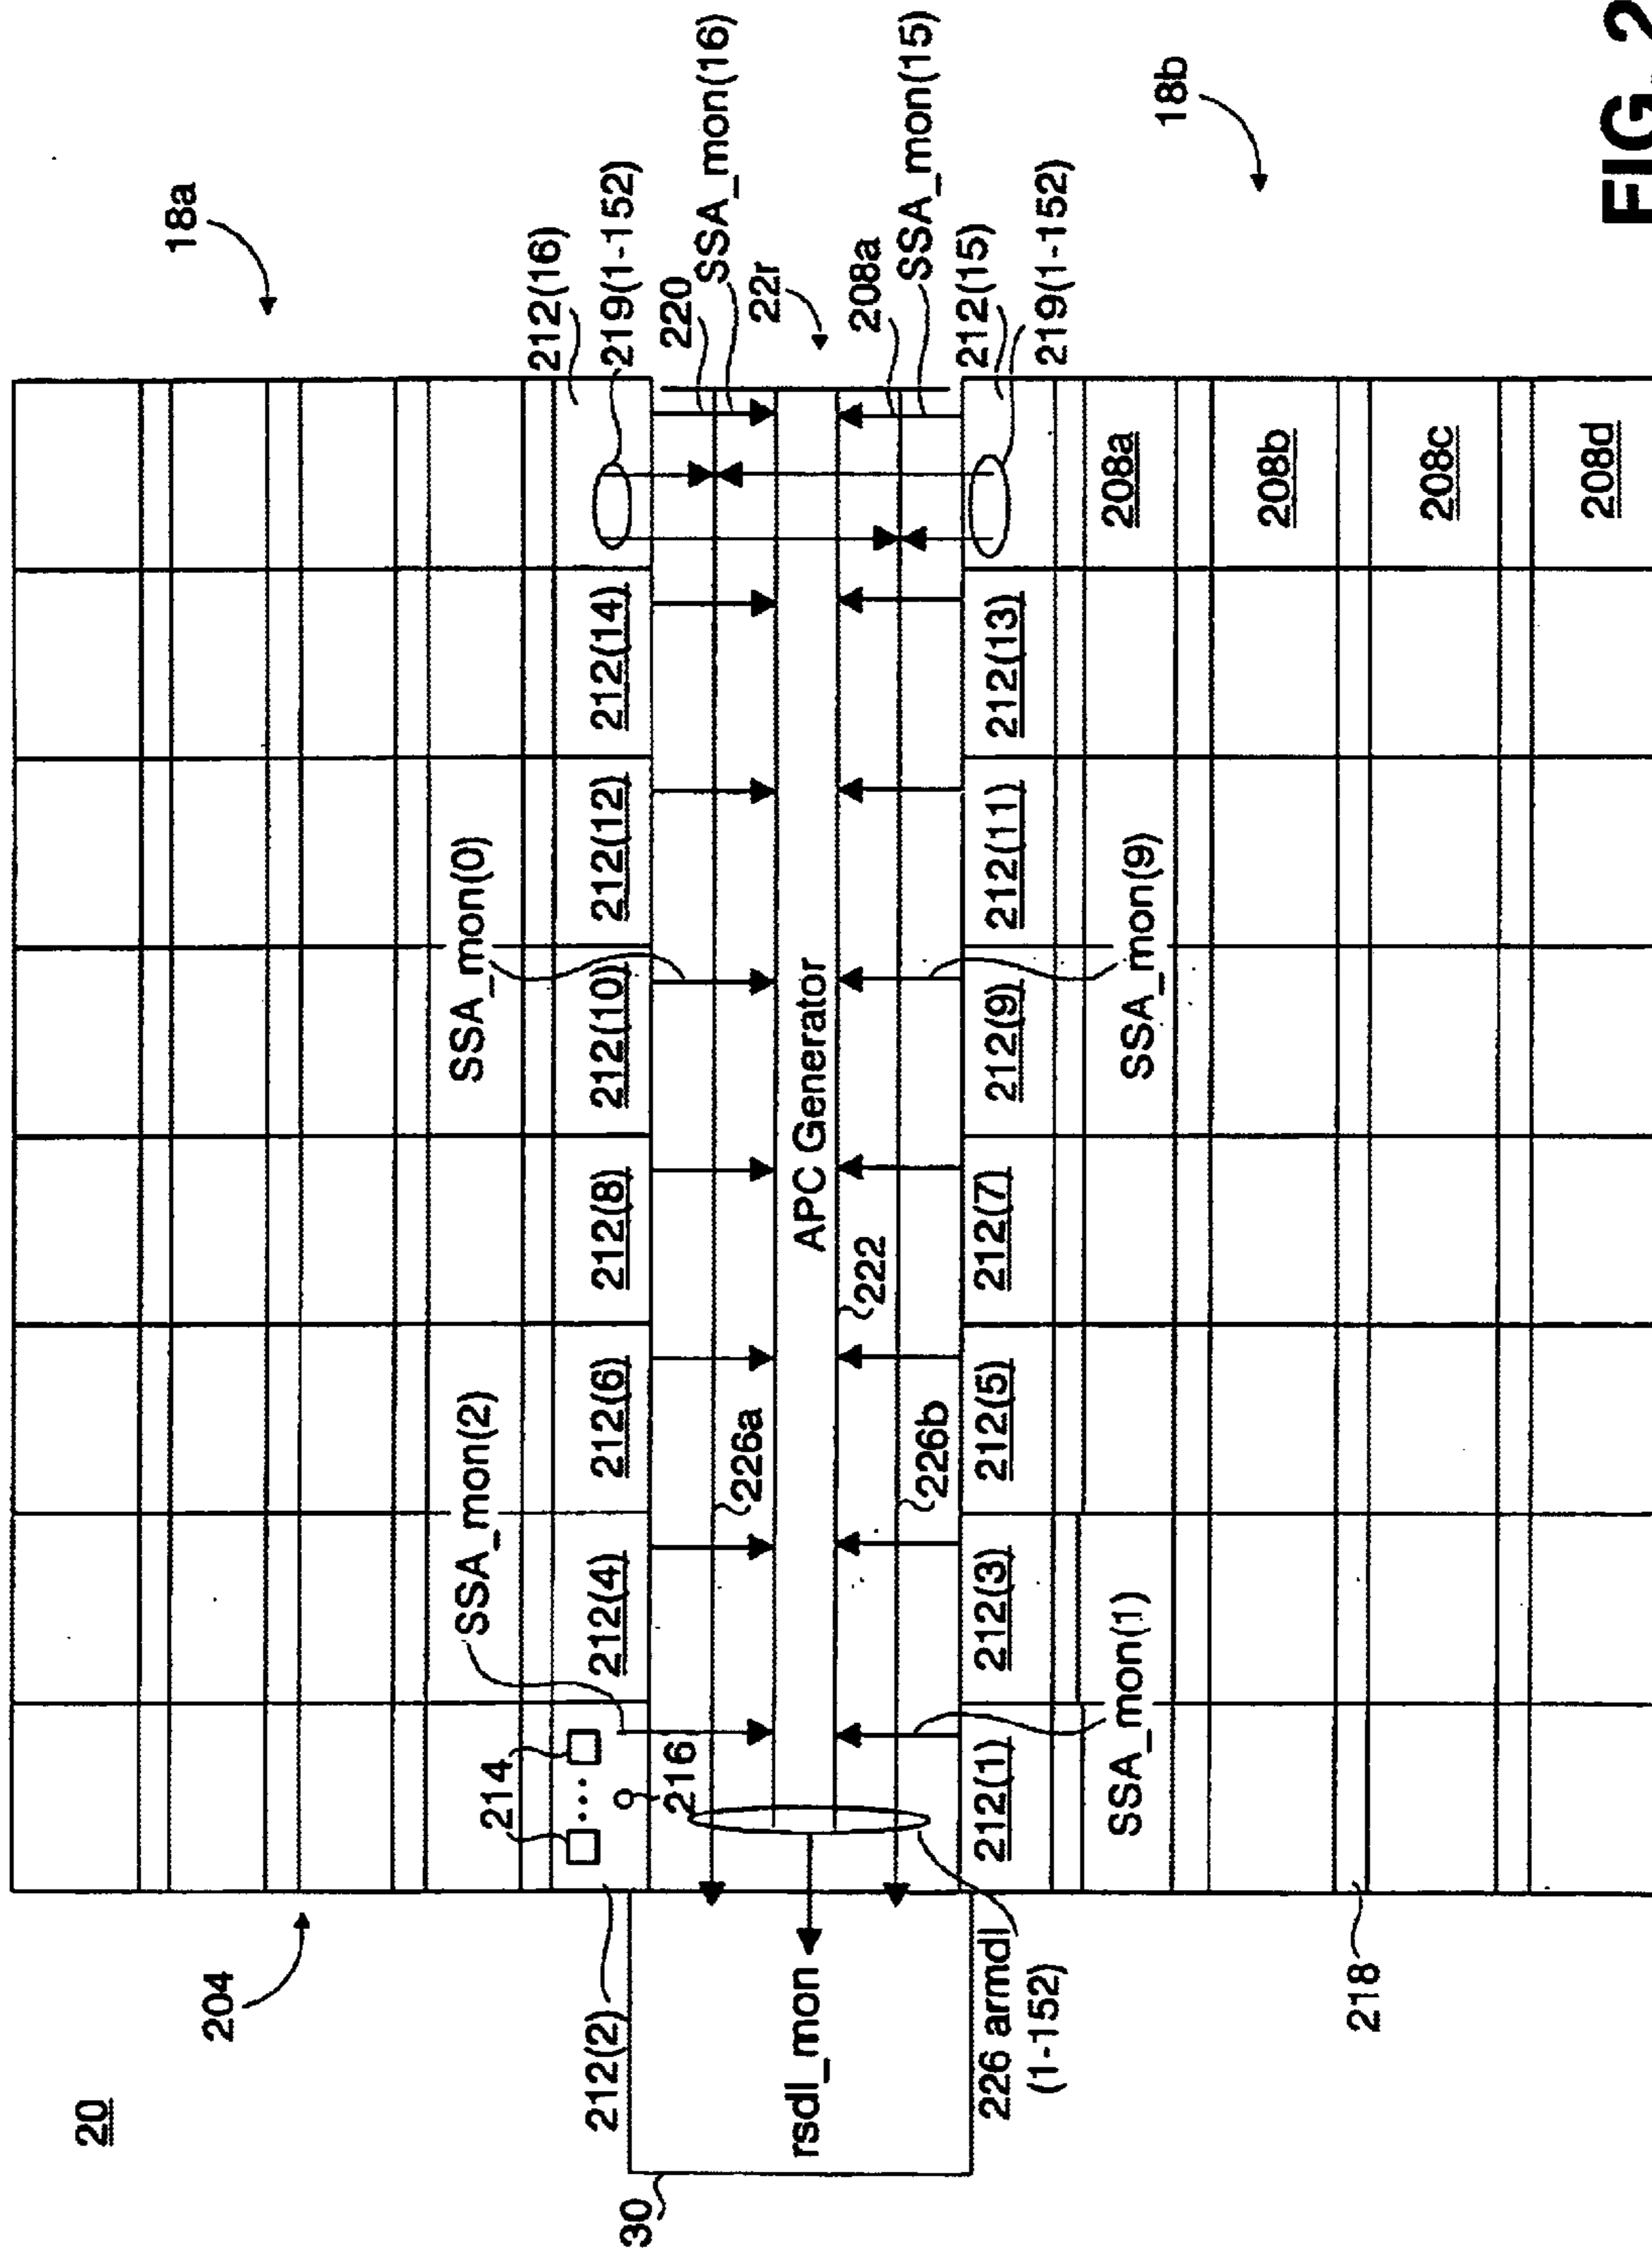 20
204
18a
212(2)
214
216
SSA_mon(2)
212(4)
212(6)
212(8)
SSA_mon(0)
212(10)
212(12)
212(14)
212(16)
219(1-152)
220
SSA_mon(16)
22r
208a
SSA_mon(15)
212(15)
219(1-152)
18b
226a
226b
222
APC Generator
30
rsdl_mon
226 armdl
(1-152)
212(1)
212(3)
212(5)
212(7)
212(9)
212(11)
212(13)
SSA_mon(1)
SSA_mon(9)
208a
208b
208c
208d
218
FIG. 2